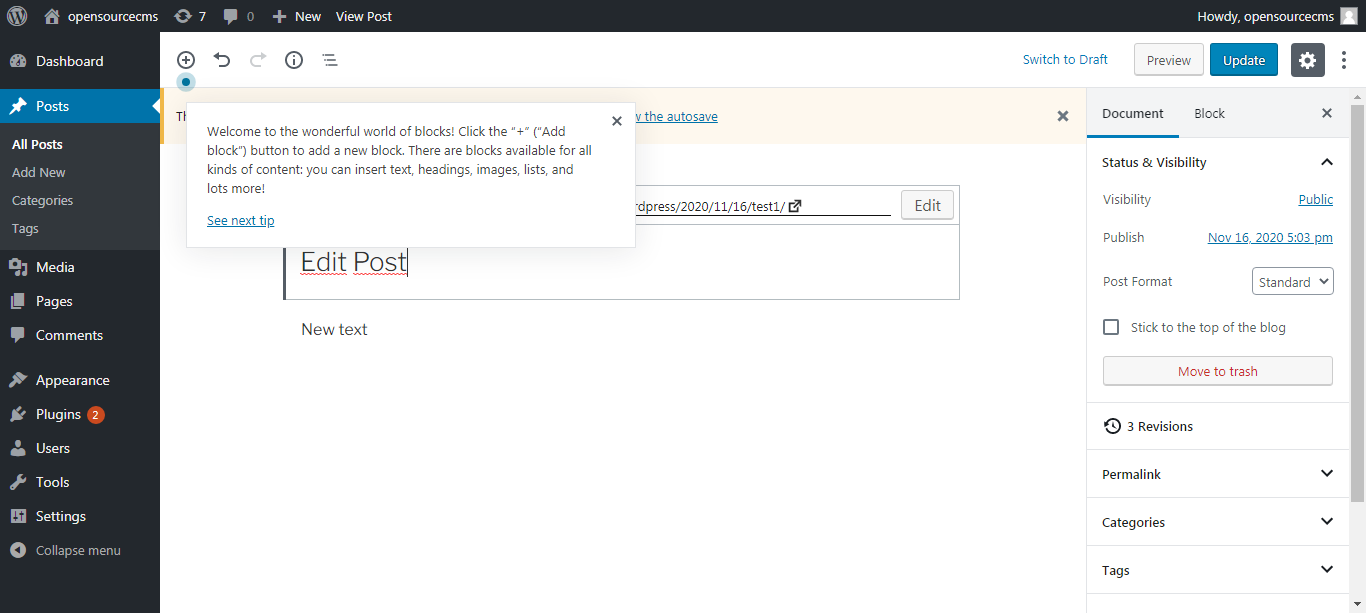 opensourcecms 7 0 New View Post Howdy, opensourcecms
Dashboard
Posts
All Posts
Add New
Categories
Tags
Media
Pages
Comments
Appearance
Plugins 2
Users
Tools
Settings
Collapse menu
Switch to Draft Preview Update
the autosave
Welcome to the wonderful world of blocks! Click the “+” (“Add
block”) button to add a new block. There are blocks available for all
kinds of content: you can insert text, headings, images, lists, and
lots more!
See next tip
rdpress/2020/11/16/test1/ Edit
Edit Post
New text
Document Block
Status & Visibility
Visibility Public
Publish Nov 16, 2020 5:03 pm
Post Format Standard
Stick to the top of the blog
Move to trash
3 Revisions
Permalink
Categories
Tags